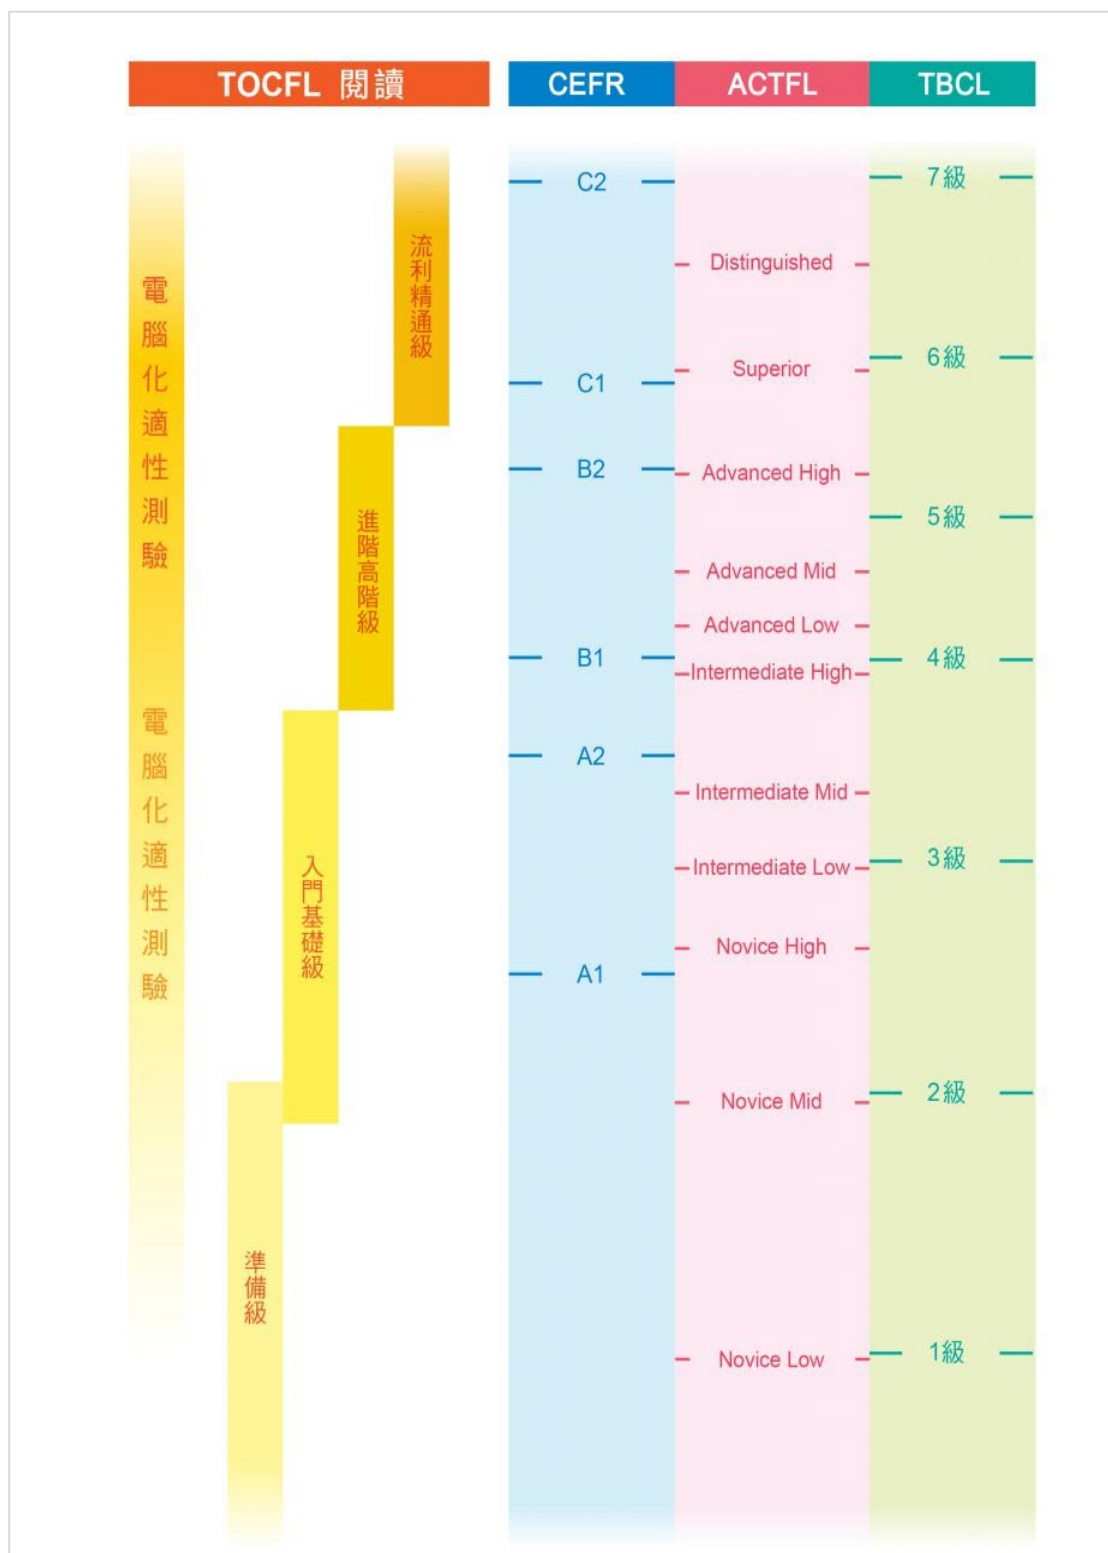 TOCFL 閱讀
CEFR
ACTFL
TBCL
電腦化適性測驗
電腦化適性測驗
流利精通級
進階高階級
入門基礎級
準備級
C2
C1
B2
B1
A2
A1
Distinguished
Superior
Advanced High
Advanced Mid
Advanced Low
Intermediate High
Intermediate Mid
Intermediate Low
Novice High
Novice Mid
Novice Low
7級
6級
5級
4級
3級
2級
1級